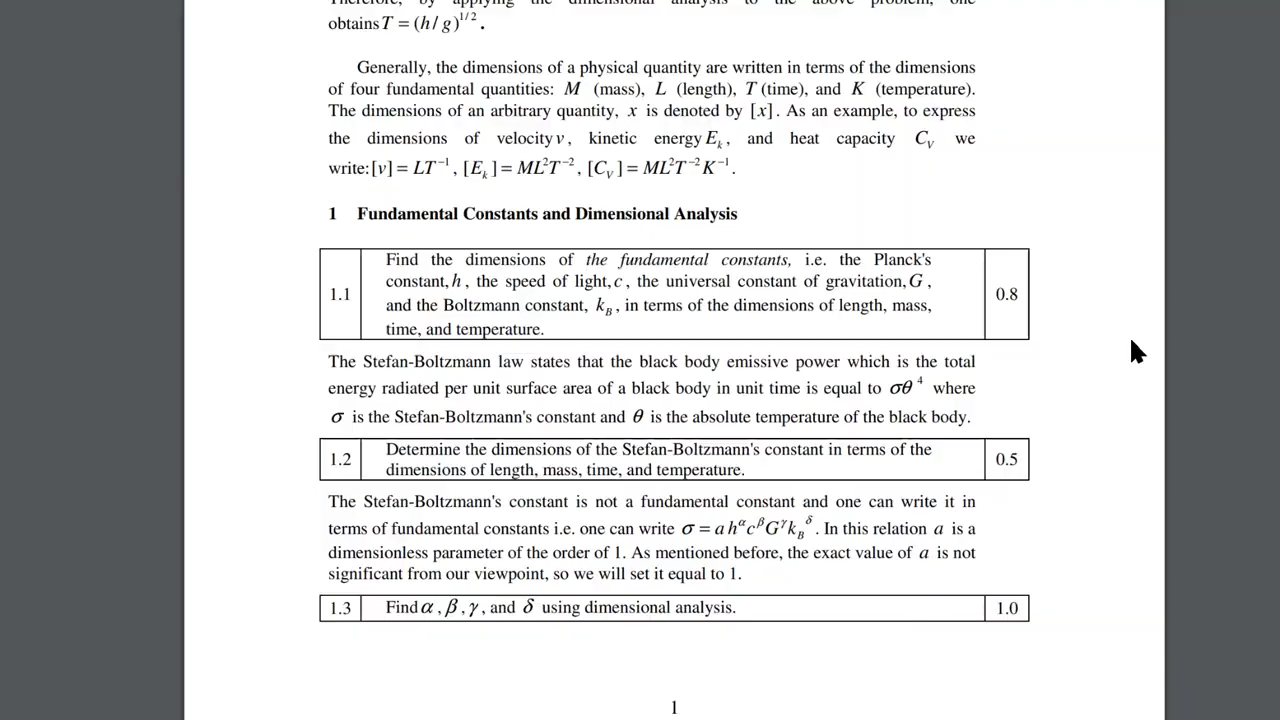 Therefore, by applying the dimensional analysis to the above problem, one
obtains T = (h/g)^{1/2}.
Generally, the dimensions of a physical quantity are written in terms of the dimensions
of four fundamental quantities: M (mass), L (length), T (time), and K (temperature).
The dimensions of an arbitrary quantity, x is denoted by [x]. As an example, to express
the dimensions of velocity v, kinetic energy E_k, and heat capacity C_V we
write: [v] = LT^{-1}, [E_k] = ML^2T^{-2}, [C_V] = ML^2T^{-2}K^{-1}.
1 Fundamental Constants and Dimensional Analysis
Find the dimensions of the fundamental constants, i.e. the Planck's
constant, h, the speed of light, c, the universal constant of gravitation, G,
1.1 0.8
and the Boltzmann constant, k_B, in terms of the dimensions of length, mass,
time, and temperature.
The Stefan-Boltzmann law states that the black body emissive power which is the total
energy radiated per unit surface area of a black body in unit time is equal to σθ^4 where
σ is the Stefan-Boltzmann's constant and θ is the absolute temperature of the black body.
Determine the dimensions of the Stefan-Boltzmann's constant in terms of the
1.2 0.5
dimensions of length, mass, time, and temperature.
The Stefan-Boltzmann's constant is not a fundamental constant and one can write it in
terms of fundamental constants i.e. one can write σ = a h^α c^β G^γ k_B^δ. In this relation a is a
dimensionless parameter of the order of 1. As mentioned before, the exact value of a is not
significant from our viewpoint, so we will set it equal to 1.
1.3 Find α, β, γ, and δ using dimensional analysis. 1.0
1